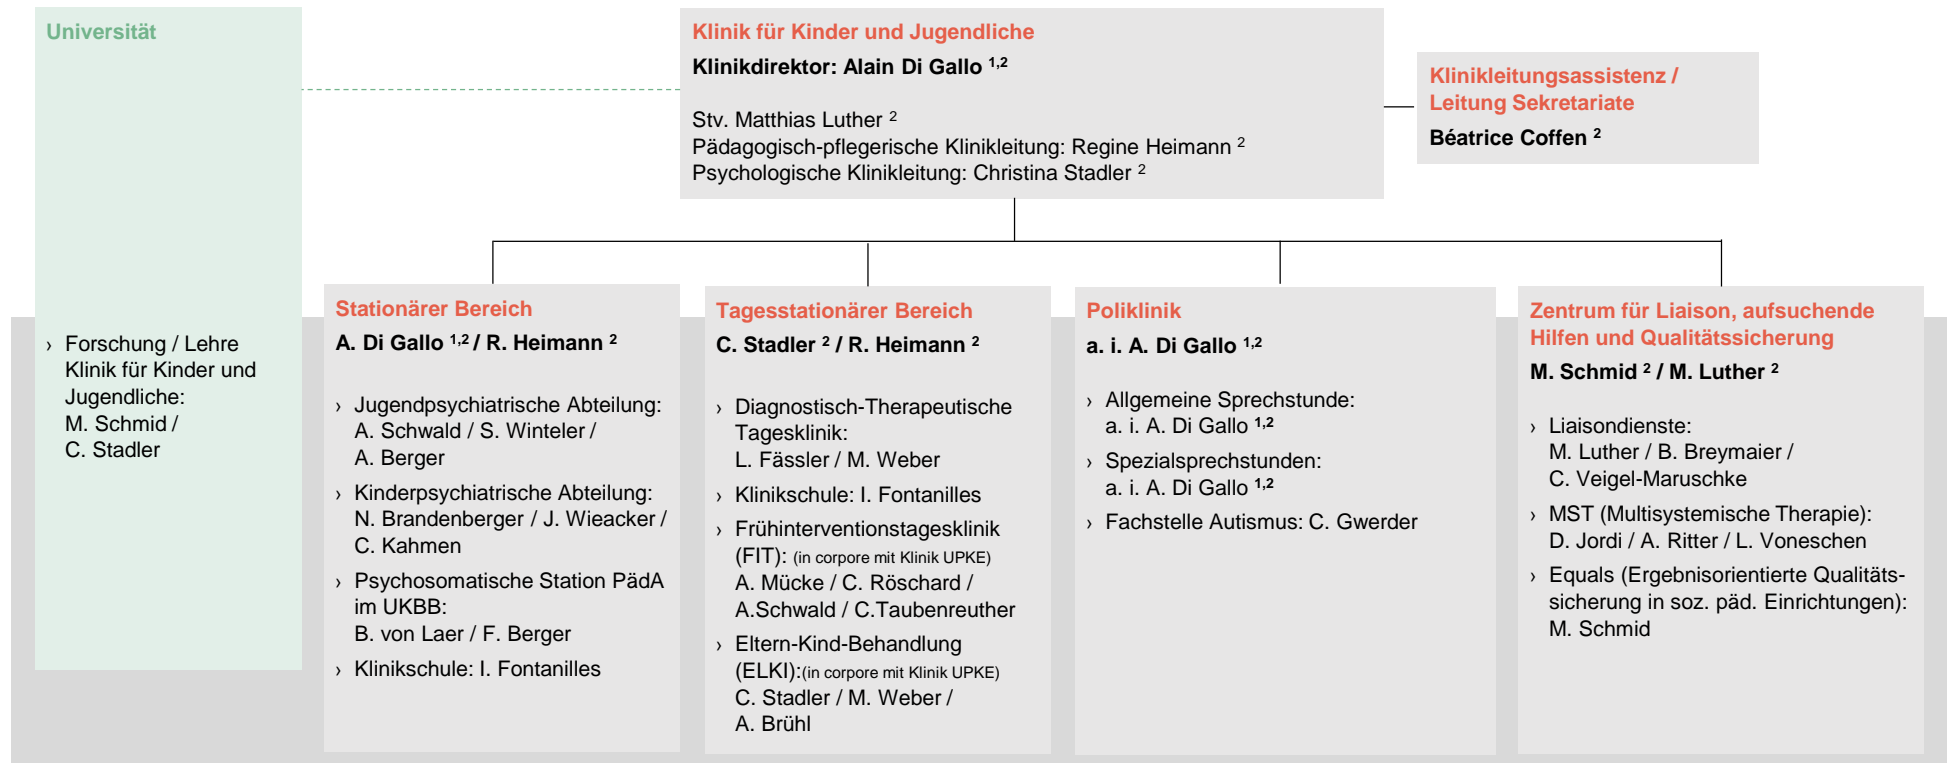 Universität
› Forschung / Lehre
Klinik für Kinder und
Jugendliche:
M. Schmid /
C. Stadler
Klinik für Kinder und Jugendliche
Klinikdirektor: Alain Di Gallo 1,2
Stv. Matthias Luther 2
Pädagogisch-pflegerische Klinikleitung: Regine Heimann 2
Psychologische Klinikleitung: Christina Stadler 2
Klinikleitungsassistenz /
Leitung Sekretariate
Béatrice Coffen 2
Stationärer Bereich
A. Di Gallo 1,2 / R. Heimann 2
› Jugendpsychiatrische Abteilung:
A. Schwald / S. Winteler /
A. Berger
› Kinderpsychiatrische Abteilung:
N. Brandenberger / J. Wieacker /
C. Kahmen
› Psychosomatische Station PädA
im UKBB:
B. von Laer / F. Berger
› Klinikschule: I. Fontanilles
Tagesstationärer Bereich
C. Stadler 2 / R. Heimann 2
› Diagnostisch-Therapeutische
Tagesklinik:
L. Fässler / M. Weber
› Klinikschule: I. Fontanilles
› Frühinterventionstagesklinik
(FIT): (in corpore mit Klinik UPKE)
A. Mücke / C. Röschard /
A.Schwald / C.Taubenreuther
› Eltern-Kind-Behandlung
(ELKI):(in corpore mit Klinik UPKE)
C. Stadler / M. Weber /
A. Brühl
Poliklinik
a. i. A. Di Gallo 1,2
› Allgemeine Sprechstunde:
a. i. A. Di Gallo 1,2
› Spezialsprechstunden:
a. i. A. Di Gallo 1,2
› Fachstelle Autismus: C. Gwerder
Zentrum für Liaison, aufsuchende
Hilfen und Qualitätssicherung
M. Schmid 2 / M. Luther 2
› Liaisondienste:
M. Luther / B. Breymaier /
C. Veigel-Maruschke
› MST (Multisystemische Therapie):
D. Jordi / A. Ritter / L. Voneschen
› Equals (Ergebnisorientierte Qualitäts-
sicherung in soz. päd. Einrichtungen):
M. Schmid